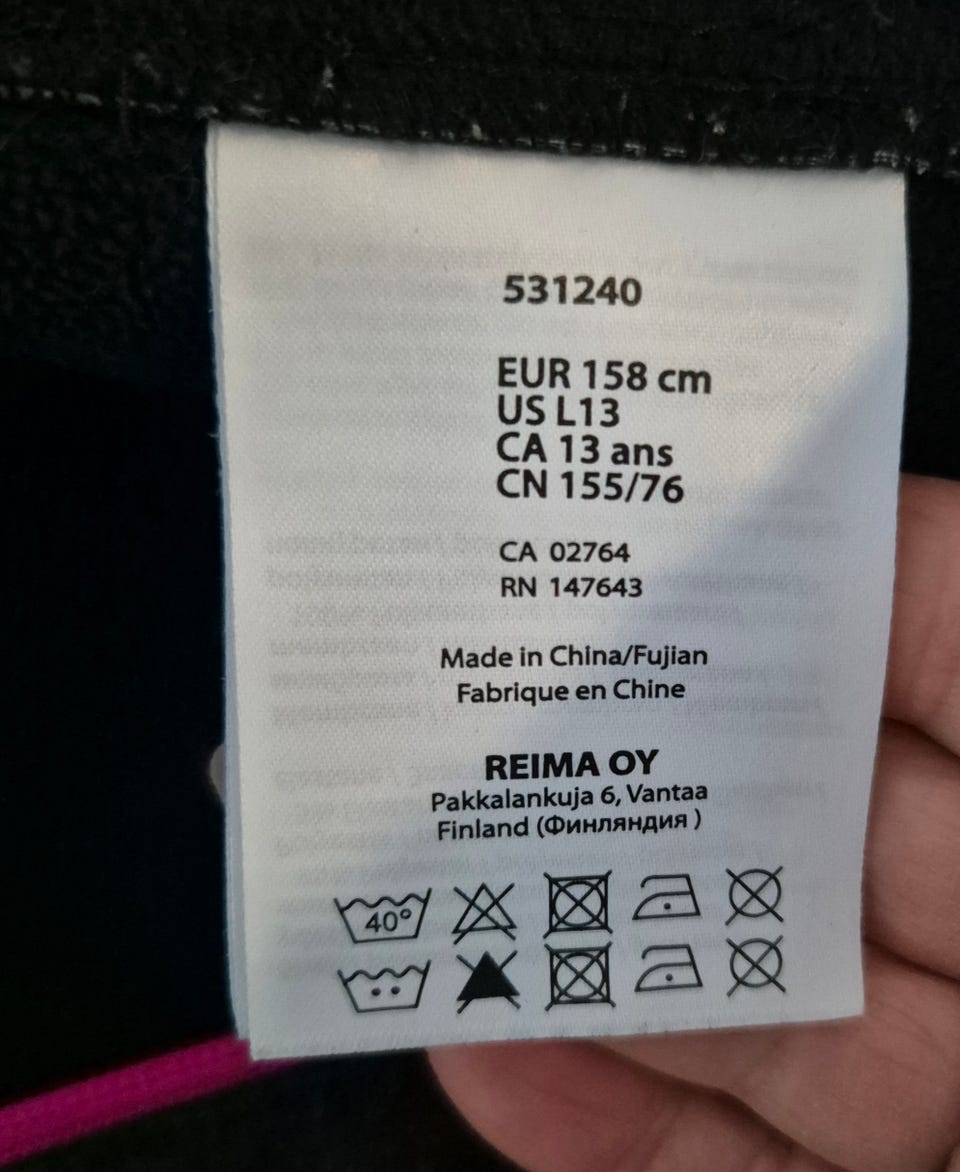 531240
EUR 158 cm
US L13
CA 13 ans
CN 155/76
CA 02764
RN 147643
Made in China/Fujian
Fabrique en Chine
REIMA OY
Pakkalankuja 6, Vantaa
Finland (Финляндия )
40°